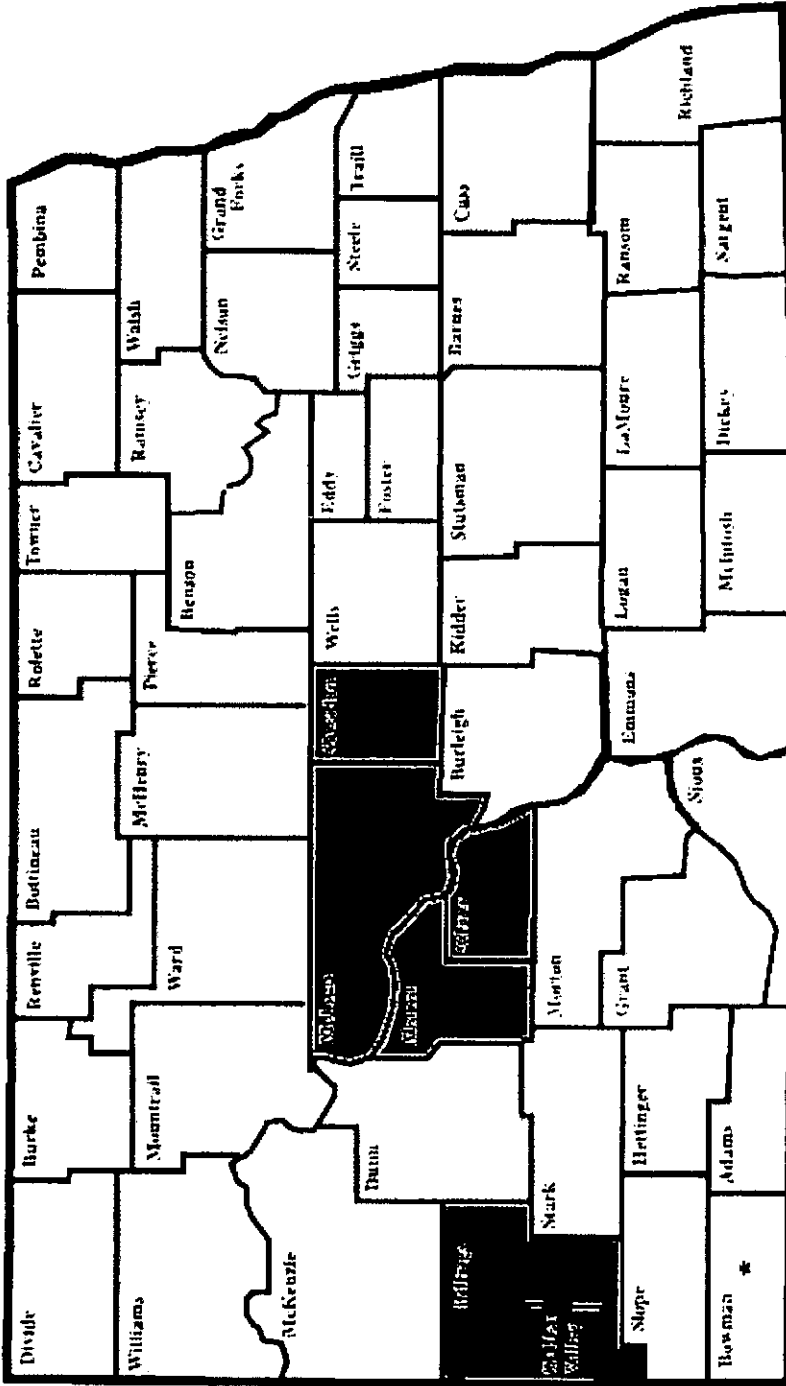 Divide
Burke
Renville
Bottineau
Rolette
Towner
Cavalier
Pembina
Williams
Mountrail
Ward
McHenry
Pierce
Benson
Ramsey
Walsh
Nelson
Grand
Forks
McKenzie
Dunn
McLean
Mercer
Sheridan
Wells
Eddy
Foster
Griggs
Steele
Traill
Billings
Oliver
Burleigh
Kidder
Stutsman
Barnes
Cass
Valley
Stark
Morton
Slope
Hettinger
Grant
Sioux
Emmons
Logan
LaMoure
Ransom
Richland
Bowman
*
Adams
McIntosh
Dickey
Sargent